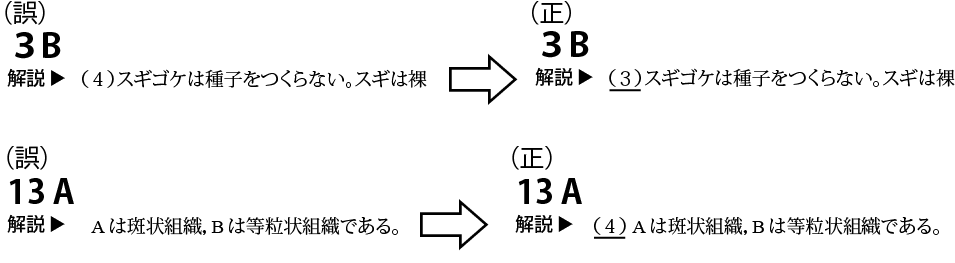 （誤）
3 B
解説▶ （4）スギゴケは種子をつくらない。スギは裸
（正）
3 B
解説▶ （3）スギゴケは種子をつくらない。スギは裸
（誤）
13 A
解説▶ Aは斑状組織，Bは等粒状組織である。
（正）
13 A
解説▶ （4）Aは斑状組織，Bは等粒状組織である。